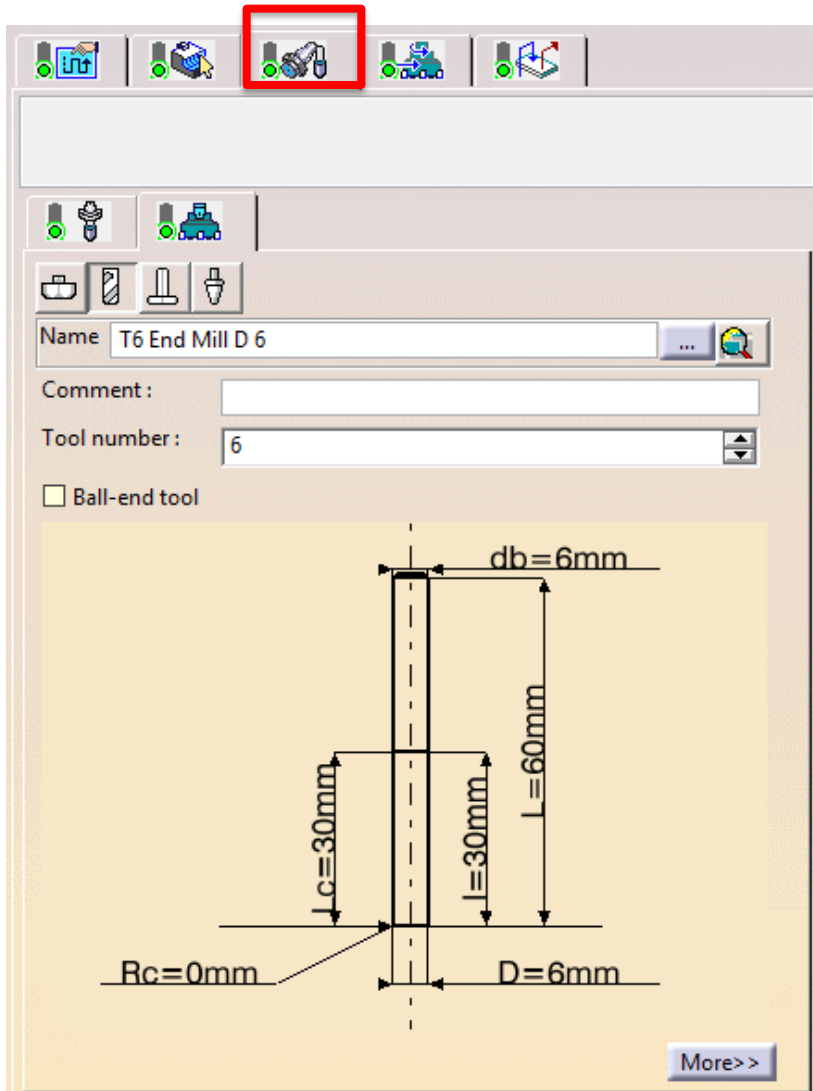 Name T6 End Mill D 6 ...
Comment :
Tool number : 6
Ball-end tool
db=6mm
L=60mm
Lc=30mm
l=30mm
Rc=0mm
D=6mm
More>>